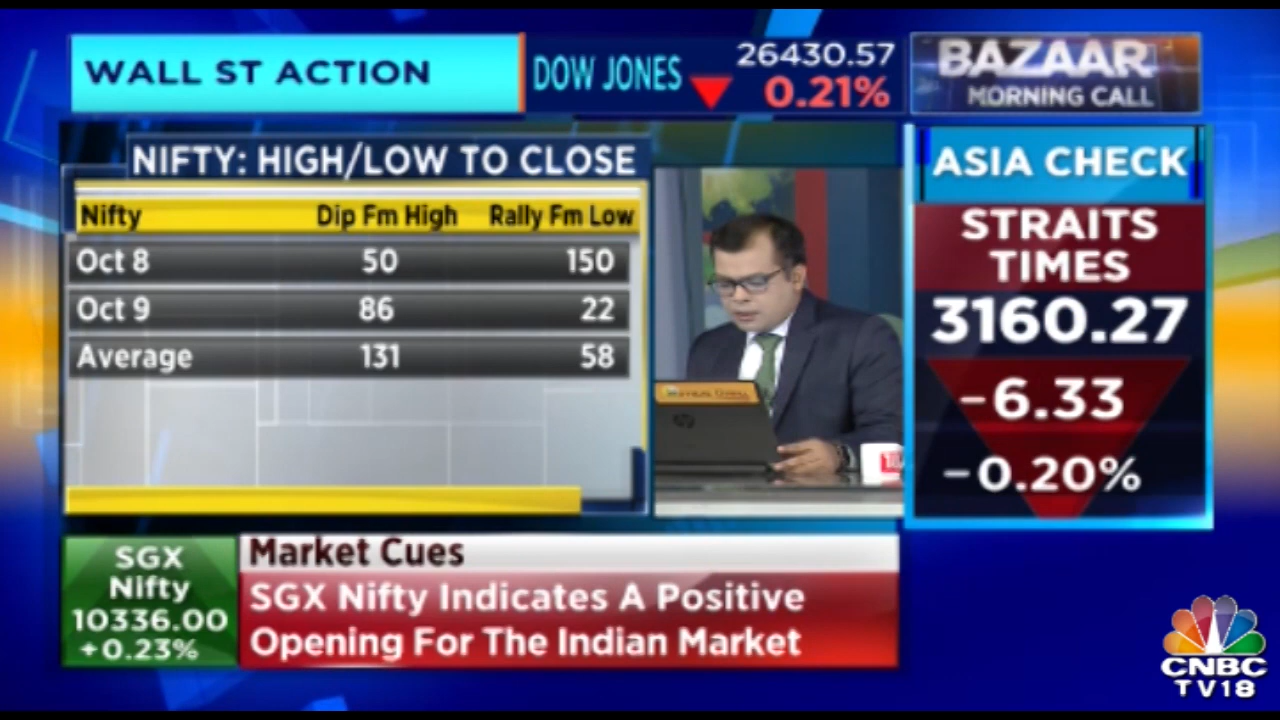 WALL ST ACTION
DOW JONES
26430.57
0.21%
BAZAAR
MORNING CALL
NIFTY: HIGH/LOW TO CLOSE
Nifty Dip Fm High Rally Fm Low
Oct 8 50 150
Oct 9 86 22
Average 131 58
ASIA CHECK
STRAITS
TIMES
3160.27
-6.33
-0.20%
SGX
Nifty
10336.00
+0.23%
Market Cues
SGX Nifty Indicates A Positive
Opening For The Indian Market
hp
CNBC
TV18